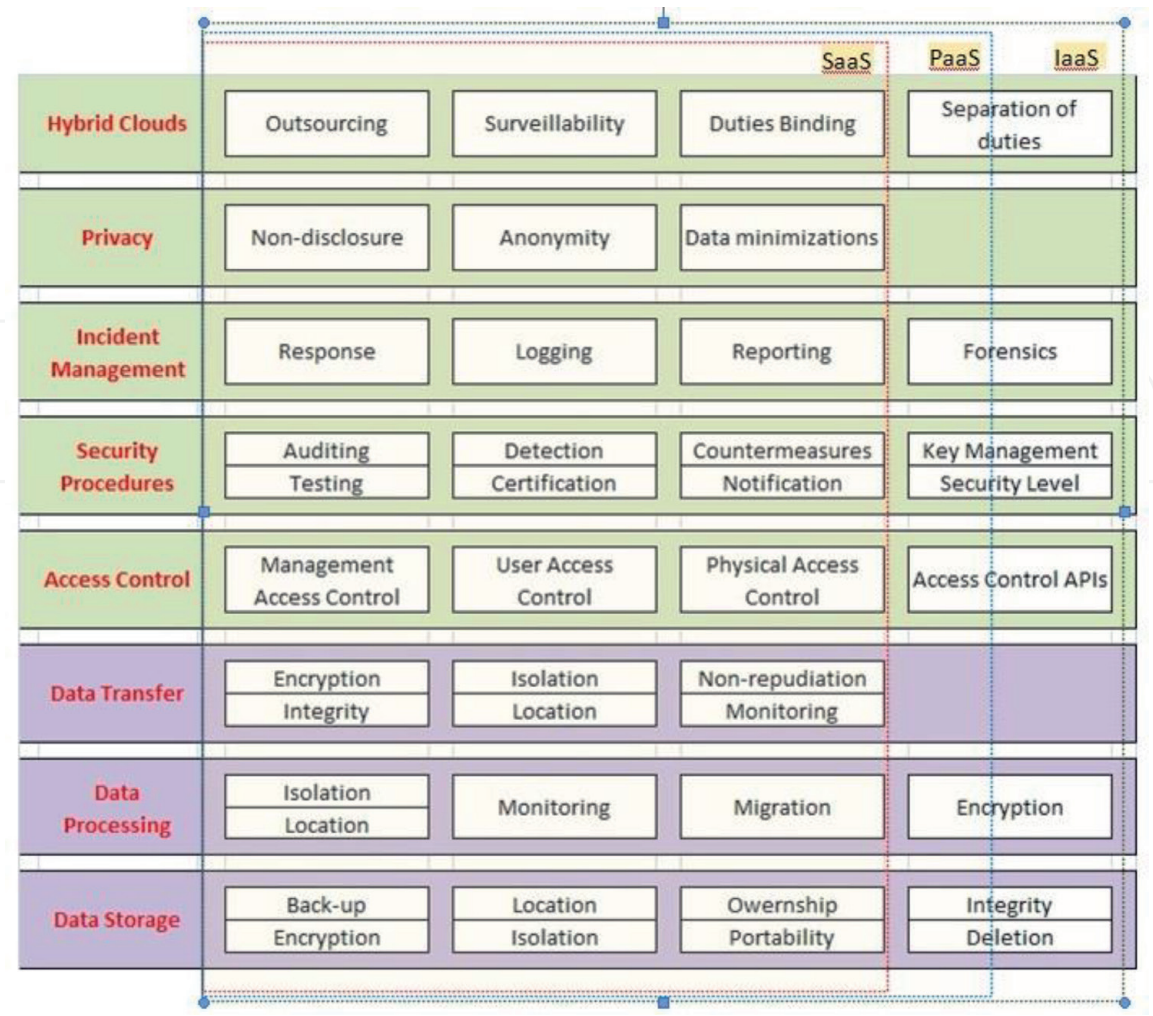 SaaS PaaS IaaS
Hybrid Clouds
Outsourcing
Surveillability
Duties Binding
Separation of
duties
Privacy
Non-disclosure
Anonymity
Data minimizations
Incident
Management
Response
Logging
Reporting
Forensics
Security
Procedures
Auditing
Testing
Detection
Certification
Countermeasures
Notification
Key Management
Security Level
Access Control
Management
Access Control
User Access
Control
Physical Access
Control
Access Control APIs
Data Transfer
Encryption
Integrity
Isolation
Location
Non-repudiation
Monitoring
Data
Processing
Isolation
Location
Monitoring
Migration
Encryption
Data Storage
Back-up
Encryption
Location
Isolation
Owernship
Portability
Integrity
Deletion